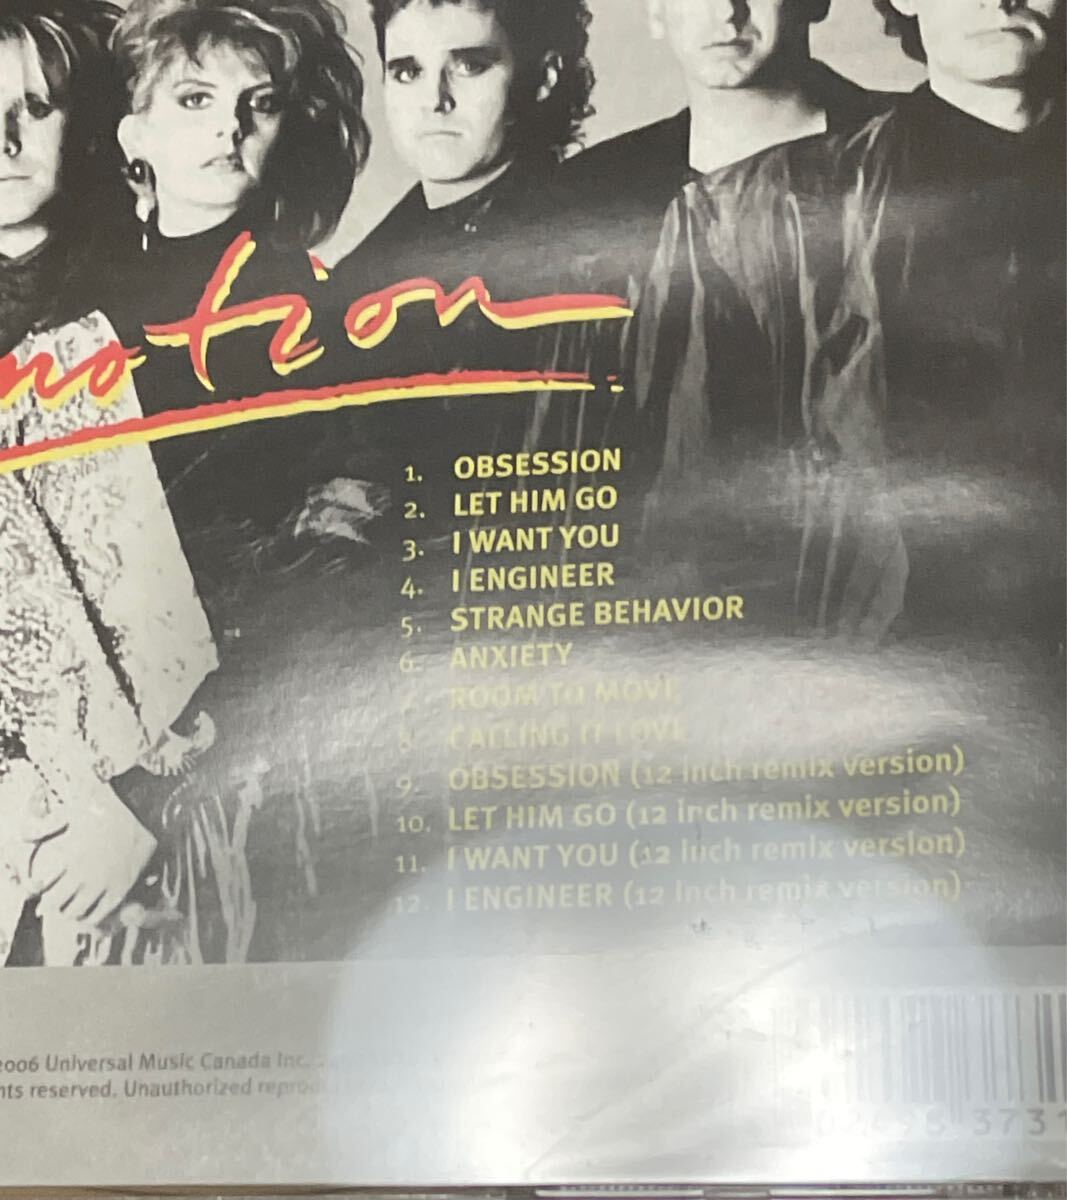 motion
1. OBSESSION
2. LET HIM GO
3. I WANT YOU
4. I ENGINEER
5. STRANGE BEHAVIOR
6. ANXIETY
7. ROOM TO MOVE
8. CALLING IT LOVE
9. OBSESSION (12 inch remix version)
10. LET HIM GO (12 inch remix version)
11. I WANT YOU (12 inch remix version)
12. I ENGINEER (12 inch remix version)
2006 Universal Music Canada Inc.
reserved. Unauthorized